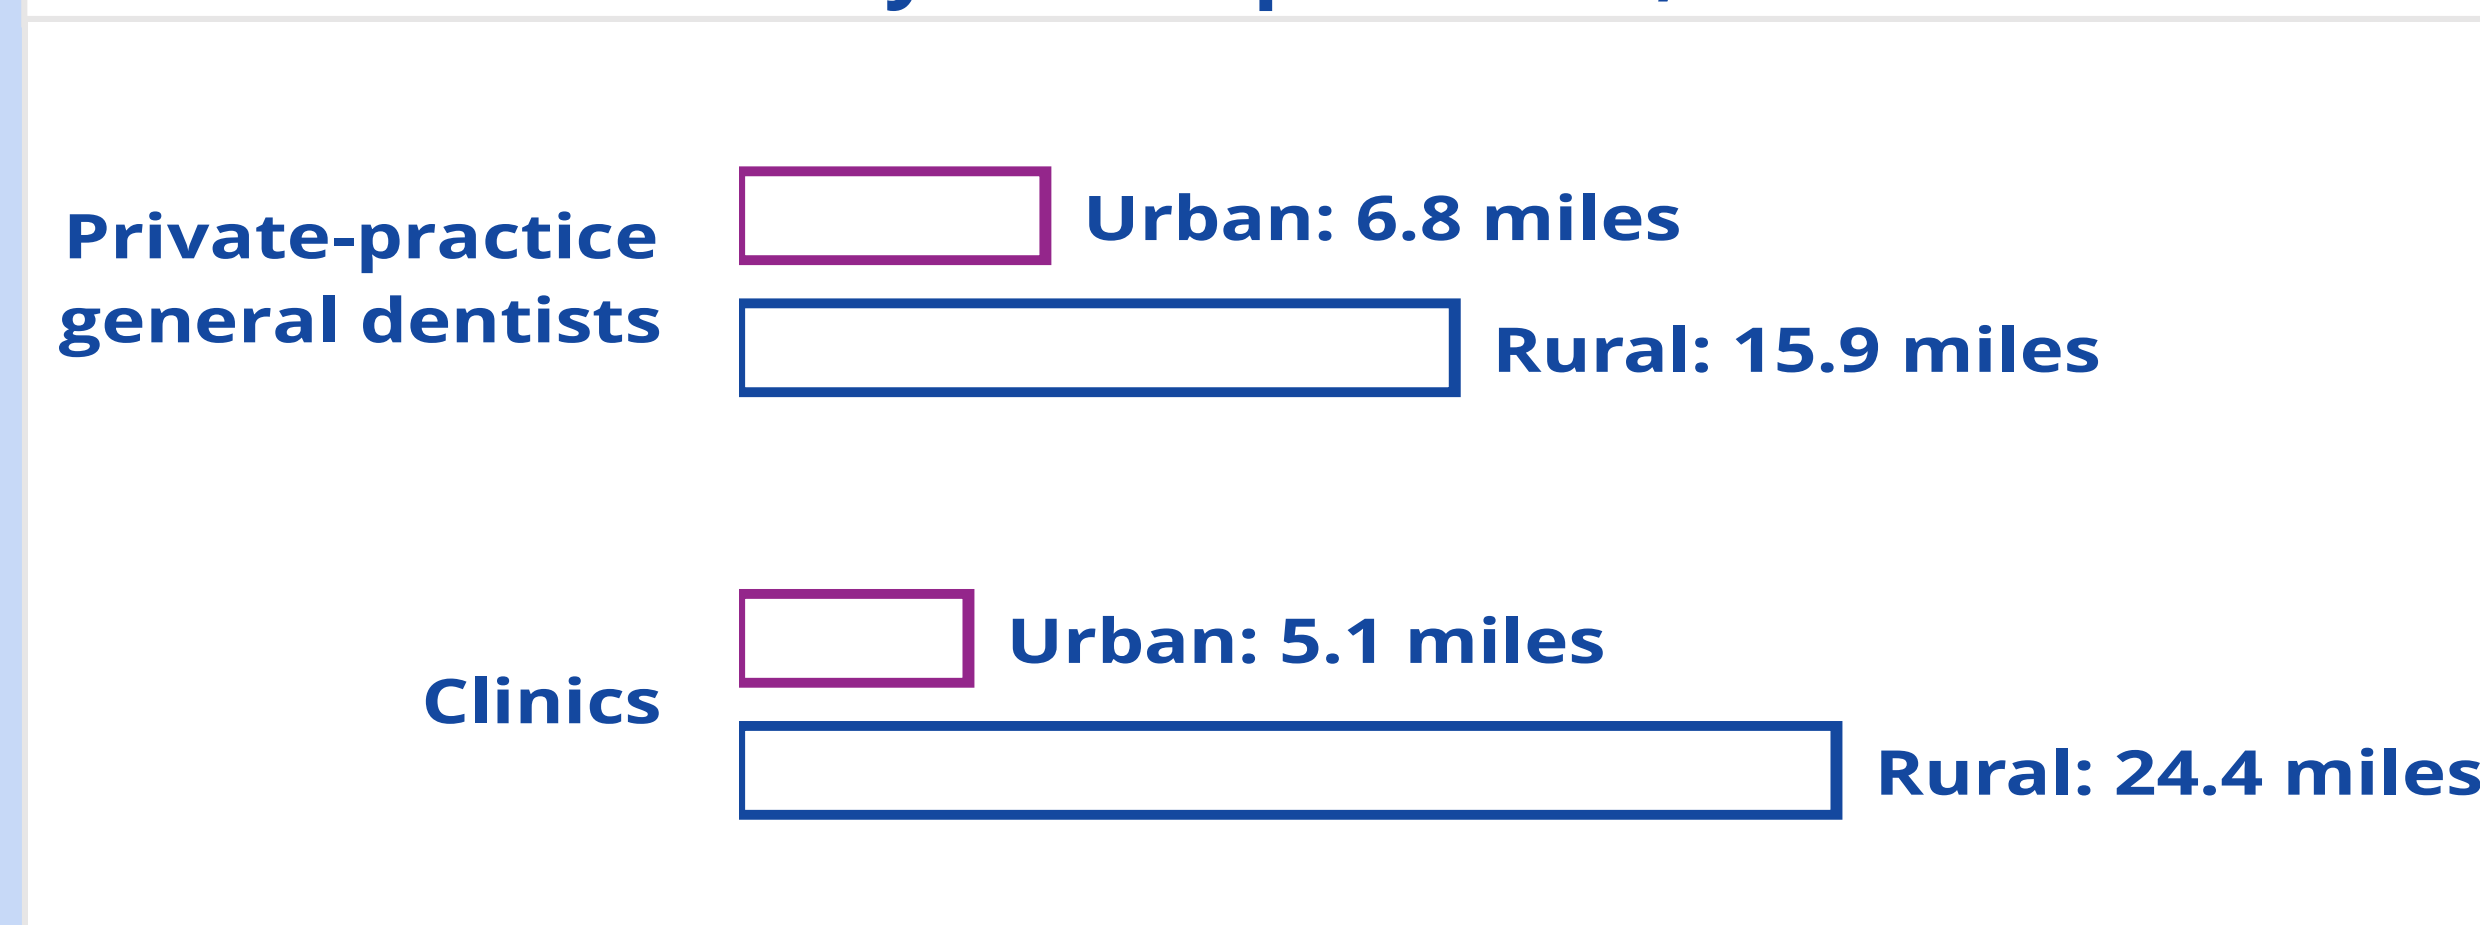 Private-practice
general dentists
Urban: 6.8 miles
Rural: 15.9 miles
Clinics
Urban: 5.1 miles
Rural: 24.4 miles